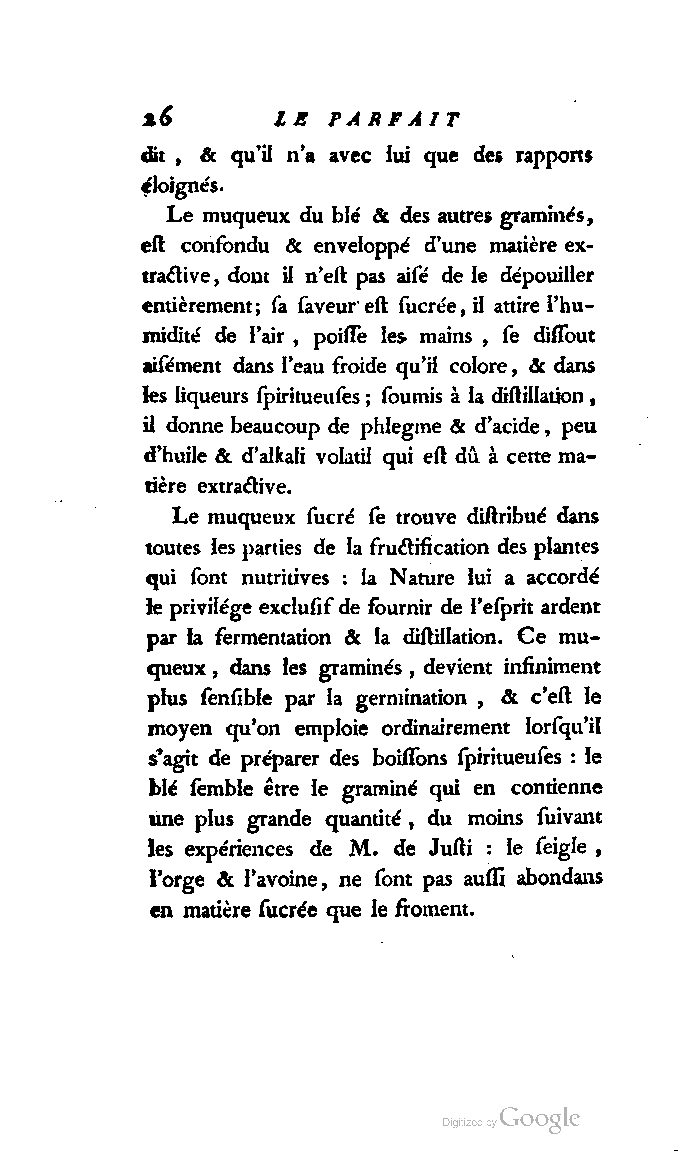 26 LE PARFAIT
dit , & qu'il n'a avec lui que des rapports
éloignés.
Le muqueux du blé & des autres graminés,
eſt confondu & enveloppé d'une matière ex-
tractive, dont il n'eſt pas aiſé de le dépouiller
entièrement; ſa ſaveur eſt ſucrée, il attire l'hu-
midité de l'air , poiſſe les mains , ſe diſſout
aiſément dans l'eau froide qu'il colore, & dans
les liqueurs ſpiritueuſes ; ſoumis à la diſtillation ,
il donne beaucoup de phlegme & d'acide, peu
d'huile & d'alkali volatil qui eſt dû à cette ma-
tière extractive.
Le muqueux ſucré ſe trouve diſtribué dans
toutes les parties de la fructification des plantes
qui ſont nutritives : la Nature lui a accordé
le privilége excluſif de fournir de l'eſprit ardent
par la fermentation & la diſtillation. Ce mu-
queux , dans les graminés , devient infiniment
plus ſenſible par la germination , & c'eſt le
moyen qu'on emploie ordinairement lorſqu'il
s'agit de préparer des boiſſons ſpiritueuſes : le
blé ſemble être le graminé qui en contienne
une plus grande quantité , du moins ſuivant
les expériences de M. de Juſti : le ſeigle ,
l'orge & l'avoine, ne ſont pas auſſi abondans
en matière ſucrée que le froment.
Digitized by Google